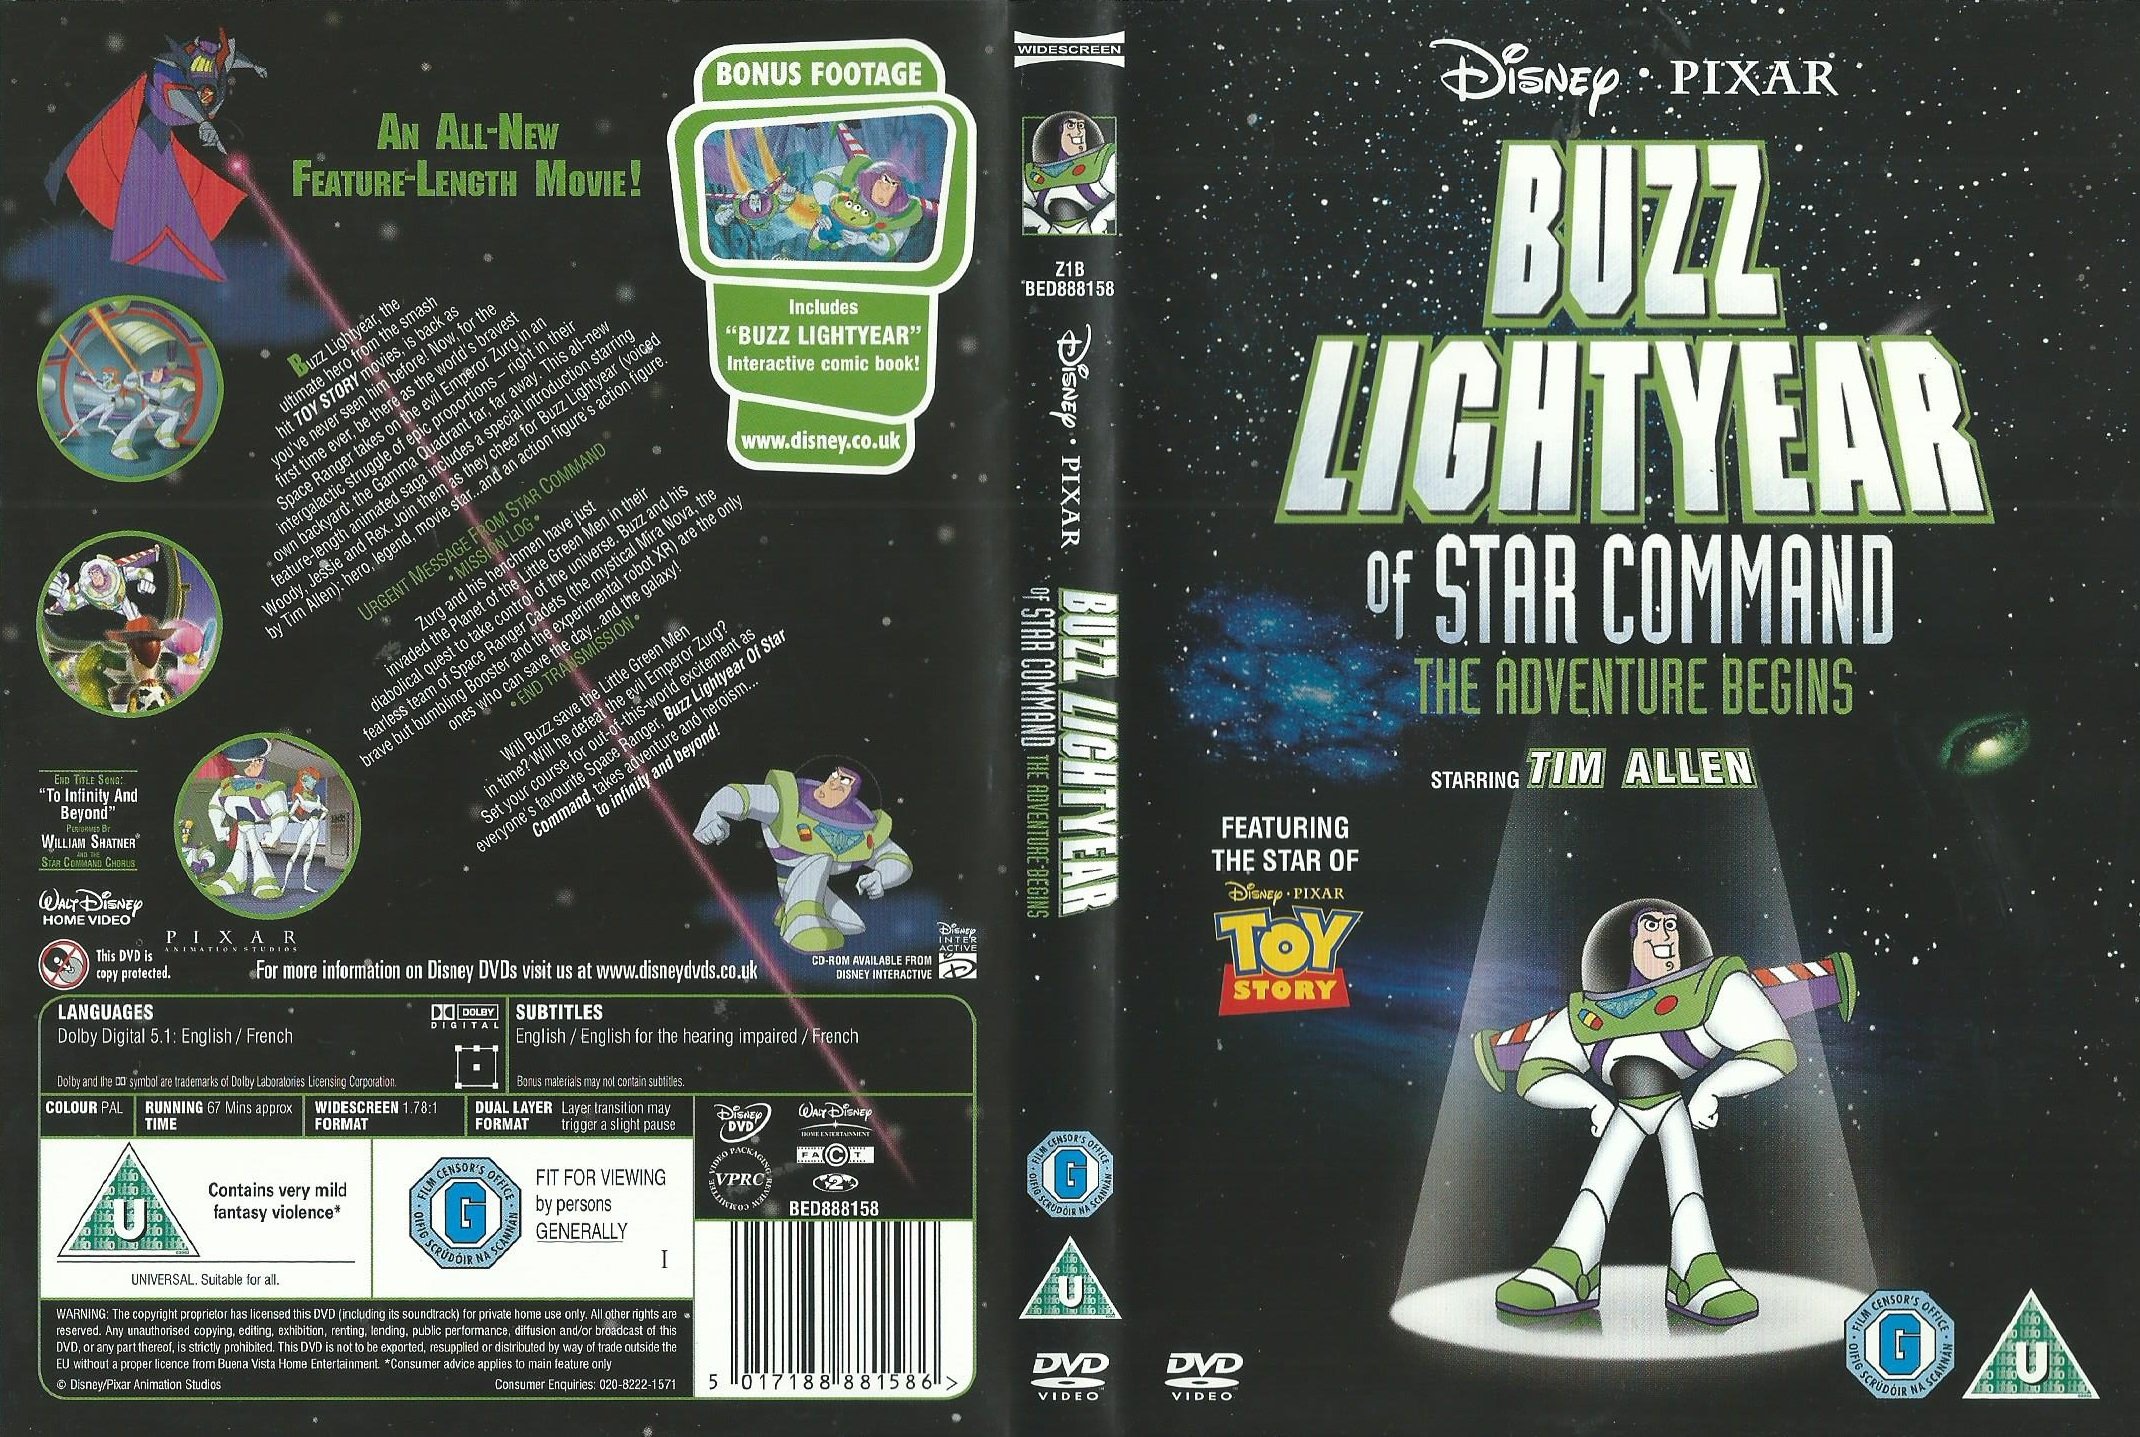 AN ALL-NEW
FEATURE-LENGTH MOVIE!
BONUS FOOTAGE
Includes
“BUZZ LIGHTYEAR”
Interactive comic book!
www.disney.co.uk
Buzz Lightyear, the
ultimate hero from the smash
hit TOY STORY movies, is back as
you've never seen him before! Now, for the
first time ever, be there as the world's bravest
Space Ranger takes on the evil Emperor Zurg in an
intergalactic struggle of epic proportions – right in their
own backyard: the Gamma Quadrant far, far away. This all-new
feature-length animated saga includes a special introduction starring
Woody, Jessie and Rex. Join them as they cheer for Buzz Lightyear (voiced
by Tim Allen): hero, legend, movie star...and an action figure's action figure.
URGENT MESSAGE FROM STAR COMMAND
• MISSION LOG •
Zurg and his henchmen have just
invaded the Planet of the Little Green Men in their
diabolical quest to take control of the universe. Buzz and his
fearless team of Space Ranger Cadets (the mystical Mira Nova, the
brave but bumbling Booster and the experimental robot XR) are the only
ones who can save the day...and the galaxy!
• END TRANSMISSION •
Will Buzz save the Little Green Men
in time? Will he defeat the evil Emperor Zurg?
Set your course for out-of-this-world excitement as
everyone's favourite Space Ranger, Buzz Lightyear Of Star
Command, takes adventure and heroism...
to infinity and beyond!
END TITLE SONG:
“To Infinity And
Beyond”
PERFORMED BY
WILLIAM SHATNER
AND THE
STAR COMMAND CHORUS
WALT DISNEY
HOME VIDEO
PIXAR
ANIMATION STUDIOS
This DVD is
copy protected.
For more information on Disney DVDs visit us at www.disneydvds.co.uk
CD-ROM AVAILABLE FROM
DISNEY INTERACTIVE
DISNEY
INTER
ACTIVE
LANGUAGES
Dolby Digital 5.1: English / French
DOLBY
DIGITAL
Dolby and the DD symbol are trademarks of Dolby Laboratories Licensing Corporation.
SUBTITLES
English / English for the hearing impaired / French
Bonus materials may not contain subtitles.
COLOUR PAL
RUNNING TIME 67 Mins approx
WIDESCREEN FORMAT 1.78:1
DUAL LAYER FORMAT Layer transition may
trigger a slight pause
U
Contains very mild
fantasy violence*
UNIVERSAL. Suitable for all.
FILM CENSOR'S OFFICE
G
OIFIG SCRÚDÓIR NA SCANNÁN
FIT FOR VIEWING
by persons
GENERALLY
I
DISNEY
DVD
WALT DISNEY
HOME ENTERTAINMENT
VIDEO PACKAGING REVIEW COMMITTEE
VPRC
FACT
2
BED888158
5 017188 881586 >
WARNING: The copyright proprietor has licensed this DVD (including its soundtrack) for private home use only. All other rights are
reserved. Any unauthorised copying, editing, exhibition, renting, lending, public performance, diffusion and/or broadcast of this
DVD, or any part thereof, is strictly prohibited. This DVD is not to be exported, resupplied or distributed by way of trade outside the
EU without a proper licence from Buena Vista Home Entertainment. *Consumer advice applies to main feature only
© Disney/Pixar Animation Studios
Consumer Enquiries: 020-8222-1571
WIDESCREEN
Z1B
BED888158
DISNEY • PIXAR
BUZZ LIGHTYEAR
OF STAR COMMAND THE ADVENTURE BEGINS
FILM CENSOR'S OFFICE
G
OIFIG SCRÚDÓIR NA SCANNÁN
U
DVD
VIDEO
DISNEY • PIXAR
BUZZ
LIGHTYEAR
OF STAR COMMAND
THE ADVENTURE BEGINS
STARRING TIM ALLEN
FEATURING
THE STAR OF
DISNEY • PIXAR
TOY
STORY
DVD
VIDEO
FILM CENSOR'S OFFICE
G
OIFIG SCRÚDÓIR NA SCANNÁN
U